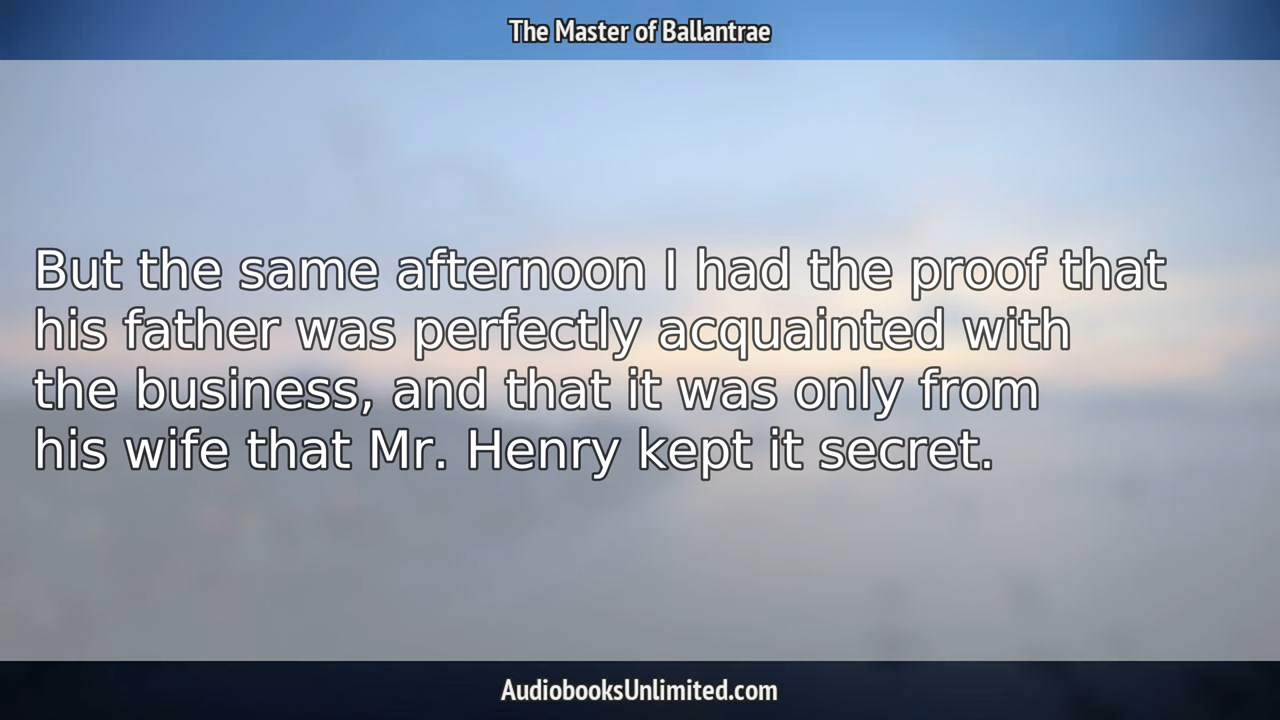 The Master of Ballantrae
But the same afternoon I had the proof that
his father was perfectly acquainted with
the business, and that it was only from
his wife that Mr. Henry kept it secret.
AudiobooksUnlimited.com